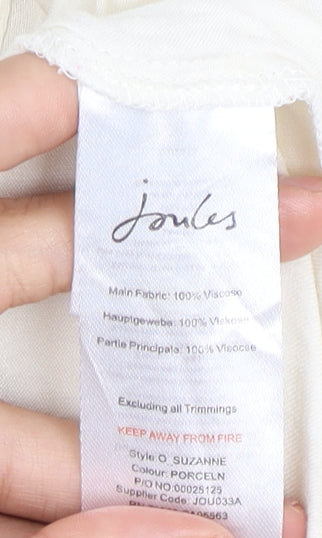 Joules
Main Fabric: 100% Viscose
Hauptgewebe: 100% Viskose
Partie Principale: 100% Viscose
Excluding all Trimmings
KEEP AWAY FROM FIRE
Style O_SUZANNE
Colour: PORCELN
P/O NO:00025125
Supplier Code: JOU033A